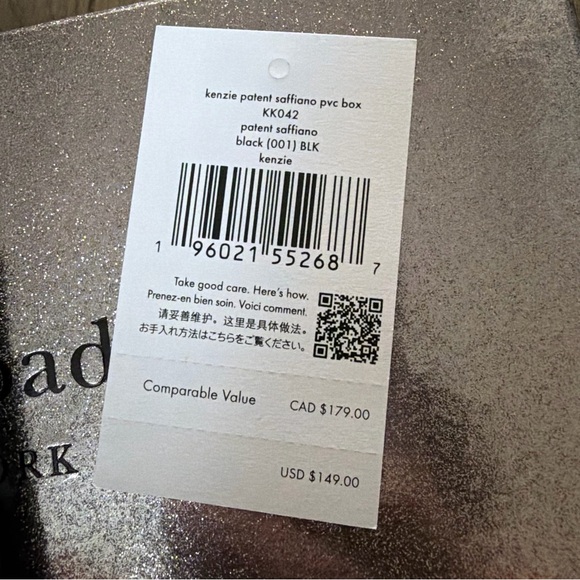 kenzie patent saffiano pvc box
KK042
patent saffiano
black (001) BLK
kenzie
1 96021 55268 7
Take good care. Here's how.
Prenez-en bien soin. Voici comment.
请妥善维护。这里是具体做法。
お手入れ方法はこちらをご覧ください。
Comparable Value CAD $179.00
USD $149.00